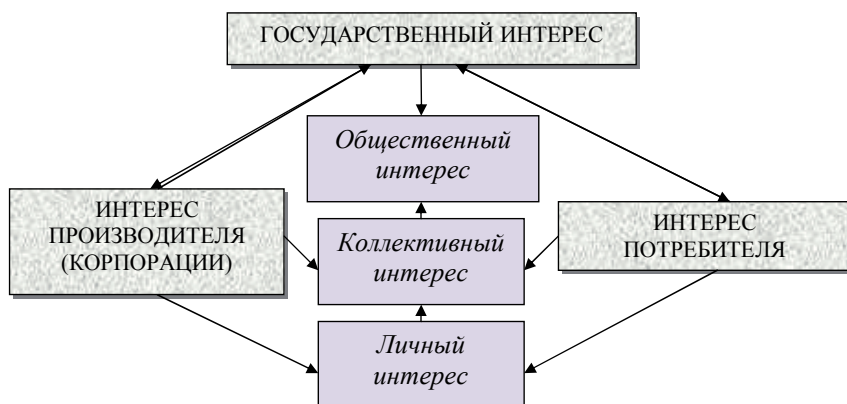 ГОСУДАРСТВЕННЫЙ ИНТЕРЕС
Общественный
интерес
ИНТЕРЕС
ПРОИЗВОДИТЕЛЯ
(КОРПОРАЦИИ)
Коллективный
интерес
ИНТЕРЕС
ПОТРЕБИТЕЛЯ
Личный
интерес